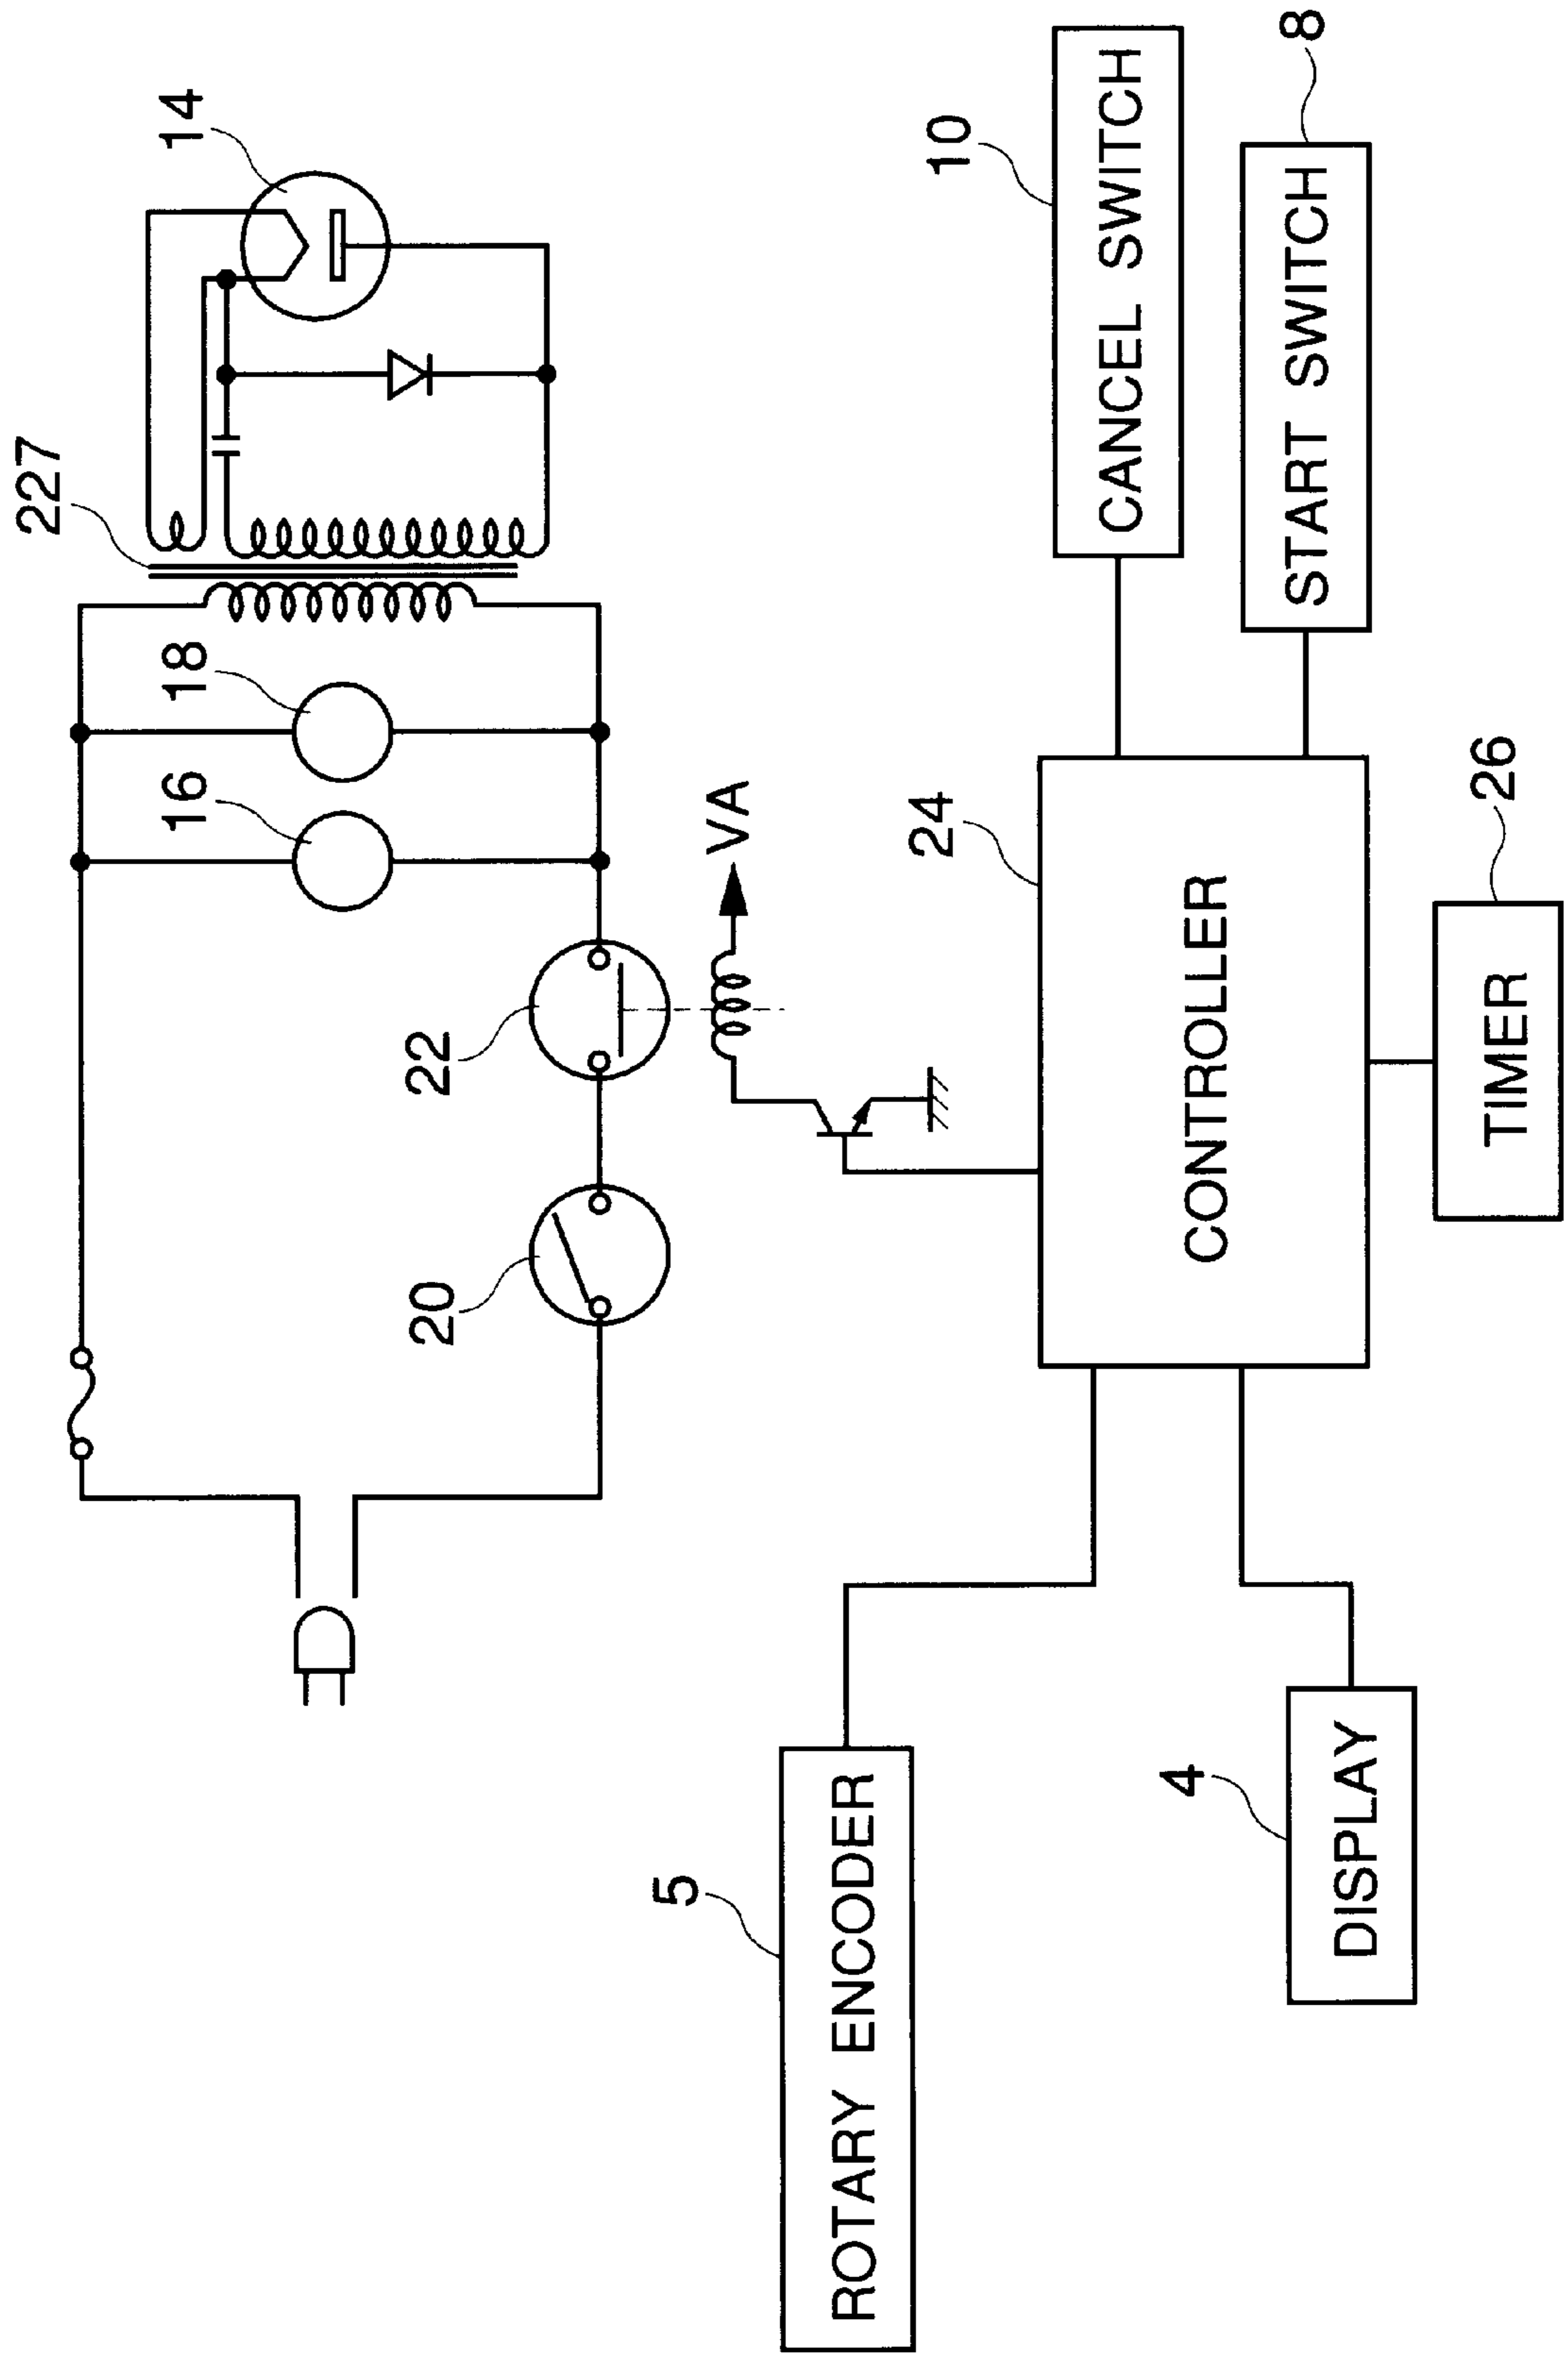 227
14
18
16
22
20
VA
24
10
CANCEL SWITCH
8
START SWITCH
CONTROLLER
26
TIMER
5
ROTARY ENCODER
4
DISPLAY